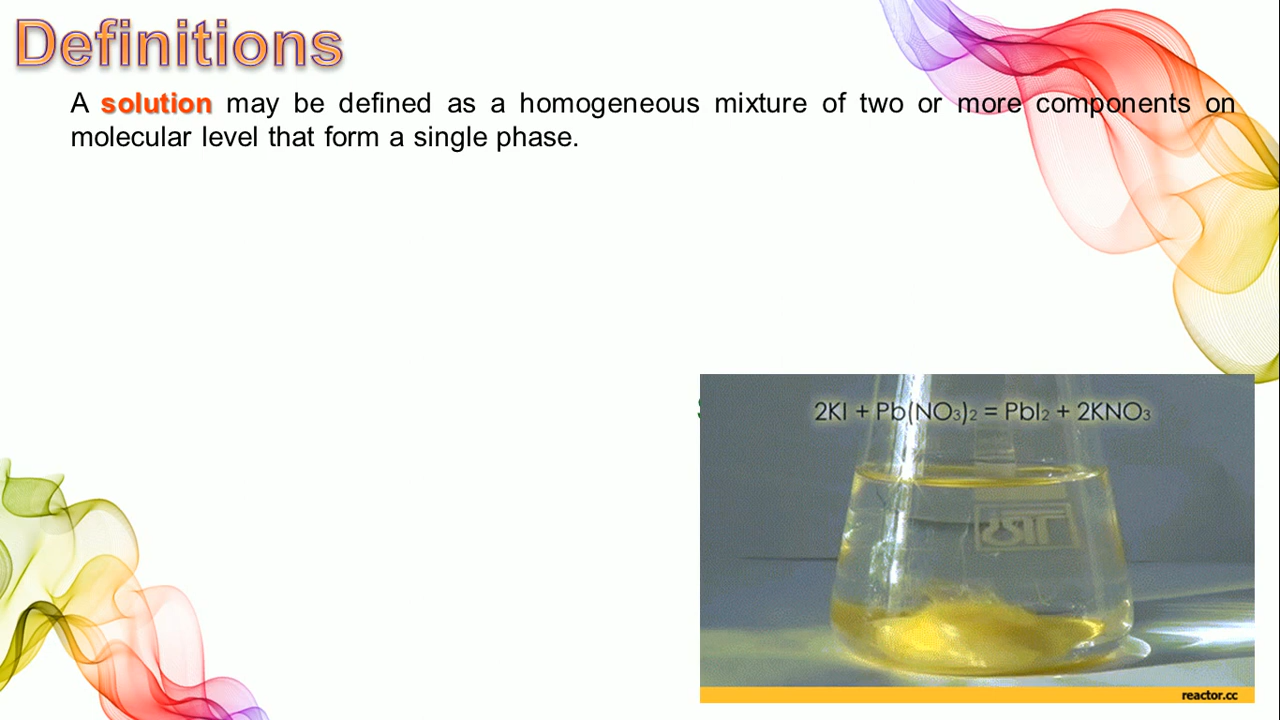 Definitions
A solution may be defined as a homogeneous mixture of two or more components on
molecular level that form a single phase.
2KI + Pb(NO₃)₂ = PbI₂ + 2KNO₃
reactor.cc